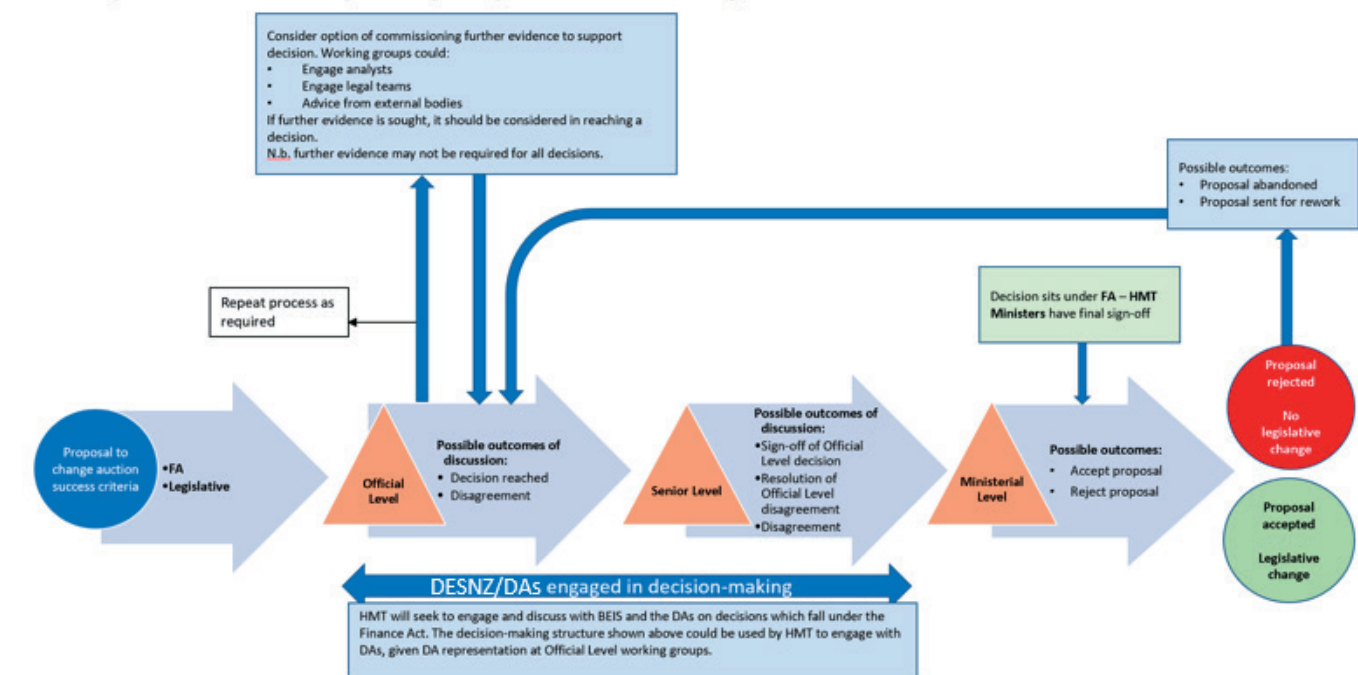 Consider option of commissioning further evidence to support
decision. Working groups could:
• Engage analysts
• Engage legal teams
• Advice from external bodies
If further evidence is sought, it should be considered in reaching a
decision.
N.b. further evidence may not be required for all decisions.
Possible outcomes:
• Proposal abandoned
• Proposal sent for rework
Repeat process as
required
Decision sits under FA – HMT
Ministers have final sign-off
Proposal to
change auction
success criteria
•FA
•Legislative
Official
Level
Possible outcomes of
discussion:
• Decision reached
• Disagreement
Senior Level
Possible outcomes of
discussion:
•Sign-off of Official
Level decision
•Resolution of
Official Level
disagreement
•Disagreement
Ministerial
Level
Possible outcomes:
• Accept proposal
• Reject proposal
Proposal
rejected
No
legislative
change
Proposal
accepted
Legislative
change
DESNZ/DAs engaged in decision-making
HMT will seek to engage and discuss with BEIS and the DAs on decisions which fall under the
Finance Act. The decision-making structure shown above could be used by HMT to engage with
DAs, given DA representation at Official Level working groups.